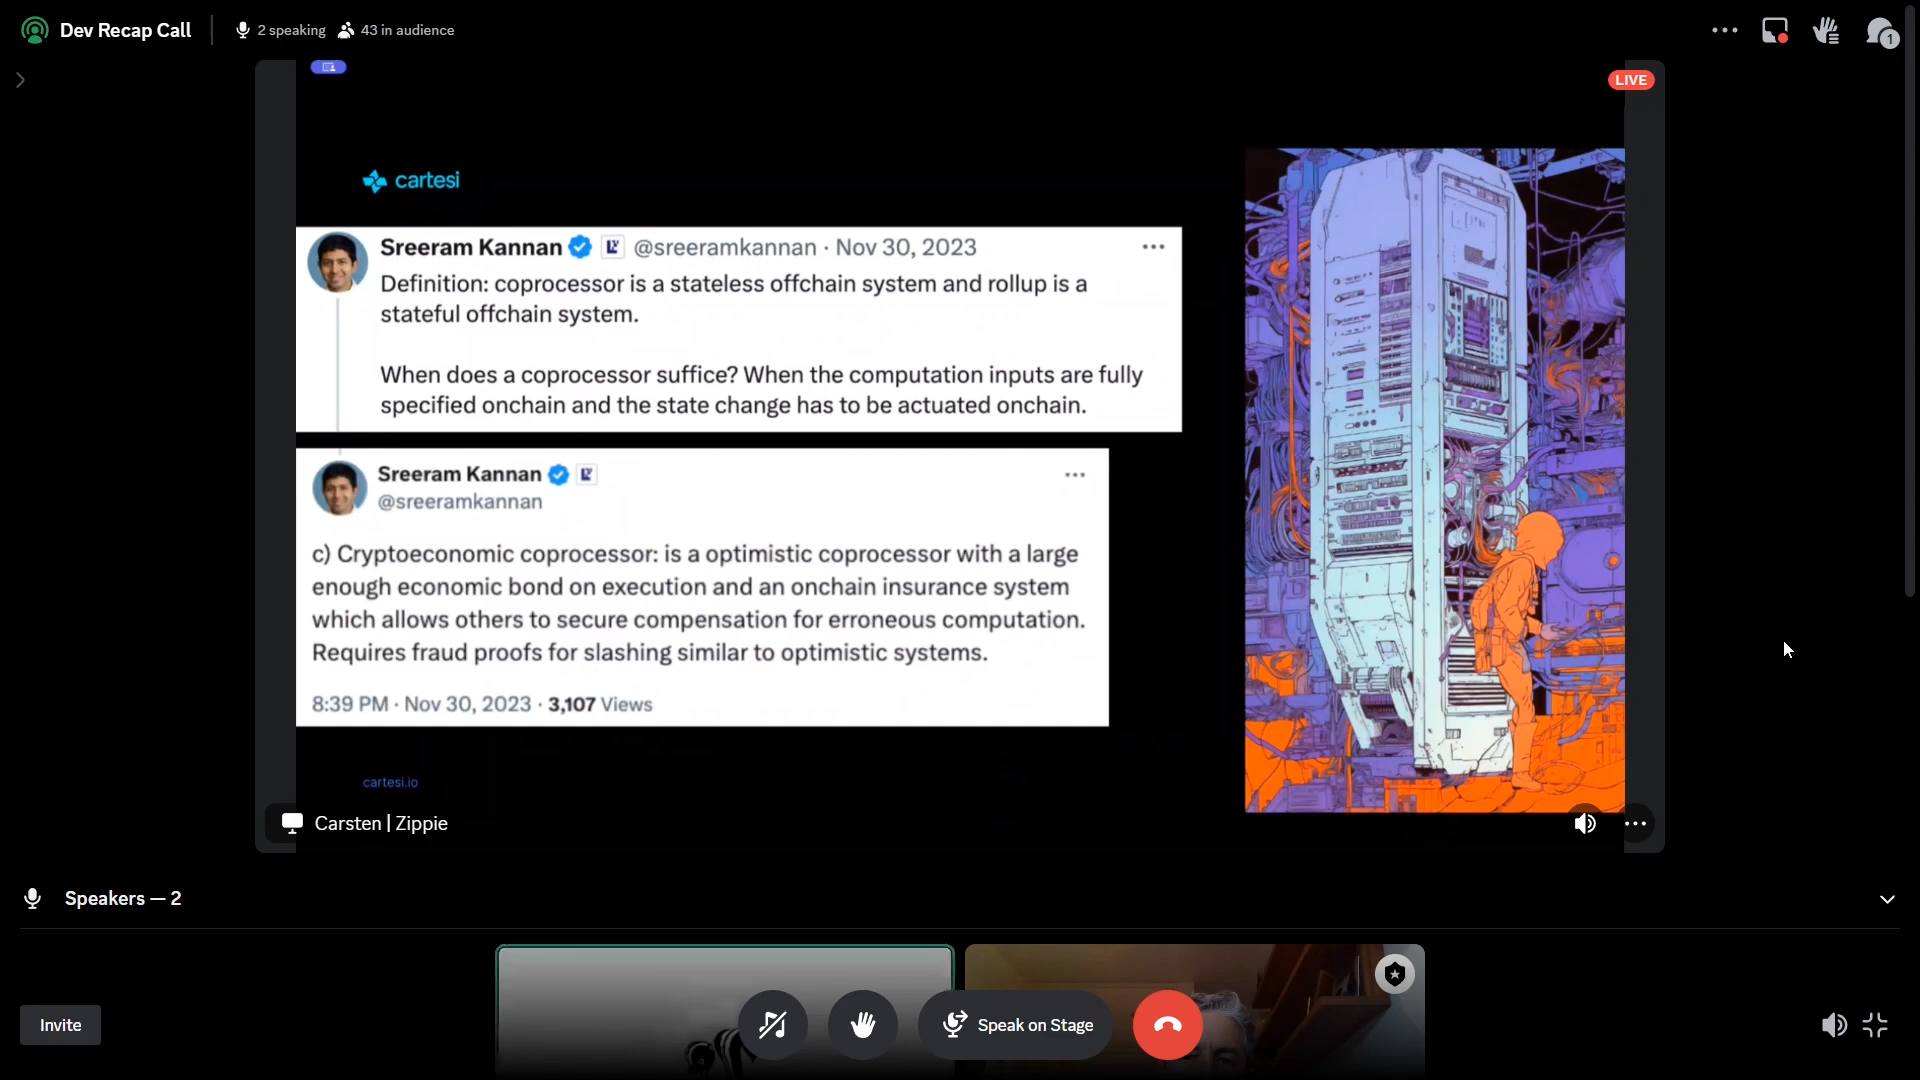 Dev Recap Call
2 speaking
43 in audience
1
LIVE
cartesi
Sreeram Kannan @sreeramkannan · Nov 30, 2023
Definition: coprocessor is a stateless offchain system and rollup is a
stateful offchain system.
When does a coprocessor suffice? When the computation inputs are fully
specified onchain and the state change has to be actuated onchain.
Sreeram Kannan
@sreeramkannan
c) Cryptoeconomic coprocessor: is a optimistic coprocessor with a large
enough economic bond on execution and an onchain insurance system
which allows others to secure compensation for erroneous computation.
Requires fraud proofs for slashing similar to optimistic systems.
8:39 PM · Nov 30, 2023 · 3,107 Views
cartesi.io
Carsten | Zippie
Speakers — 2
Invite
Speak on Stage